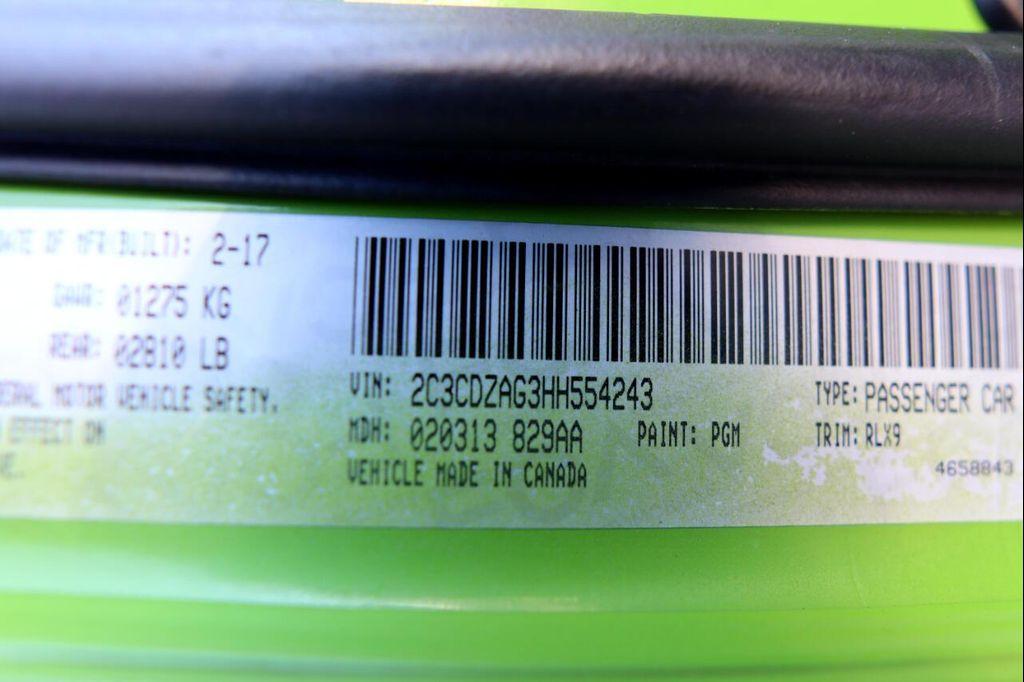 DATE OF MFR(BUILT): 2-17
GAWR: 01275 KG
REAR: 02810 LB
MOTOR VEHICLE SAFETY.
EFFECT ON
VIN: 2C3CDZAG3HH554243
TYPE: PASSENGER CAR
MDH: 020313 829AA
PAINT: PGM
TRIM: RLX9
VEHICLE MADE IN CANADA
4658843